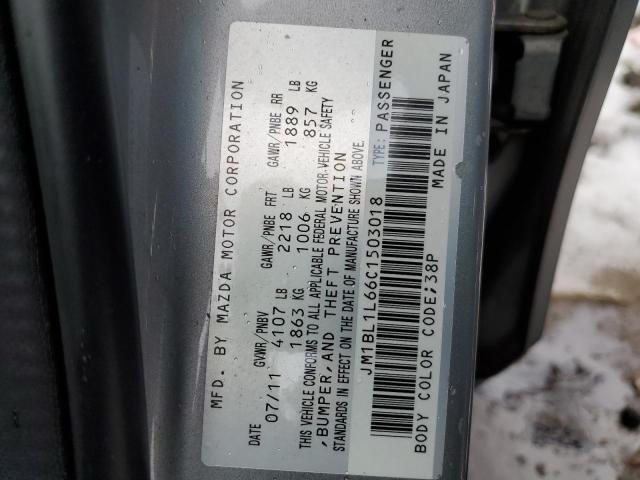 MFD. BY MAZDA MOTOR CORPORATION
DATE GVWR/PNBV GAWR/PNBE FRT GAWR/PNBE RR
07/11 4107 LB 2218 LB 1889 LB
1863 KG 1006 KG 857 KG
THIS VEHICLE CONFORMS TO ALL APPLICABLE FEDERAL MOTOR VEHICLE SAFETY
,BUMPER,AND THEFT PREVENTION
STANDARDS IN EFFECT ON THE DATE OF MANUFACTURE SHOWN ABOVE.
JM1BL1L66C1503018 TYPE: PASSENGER
BODY COLOR CODE;38P MADE IN JAPAN